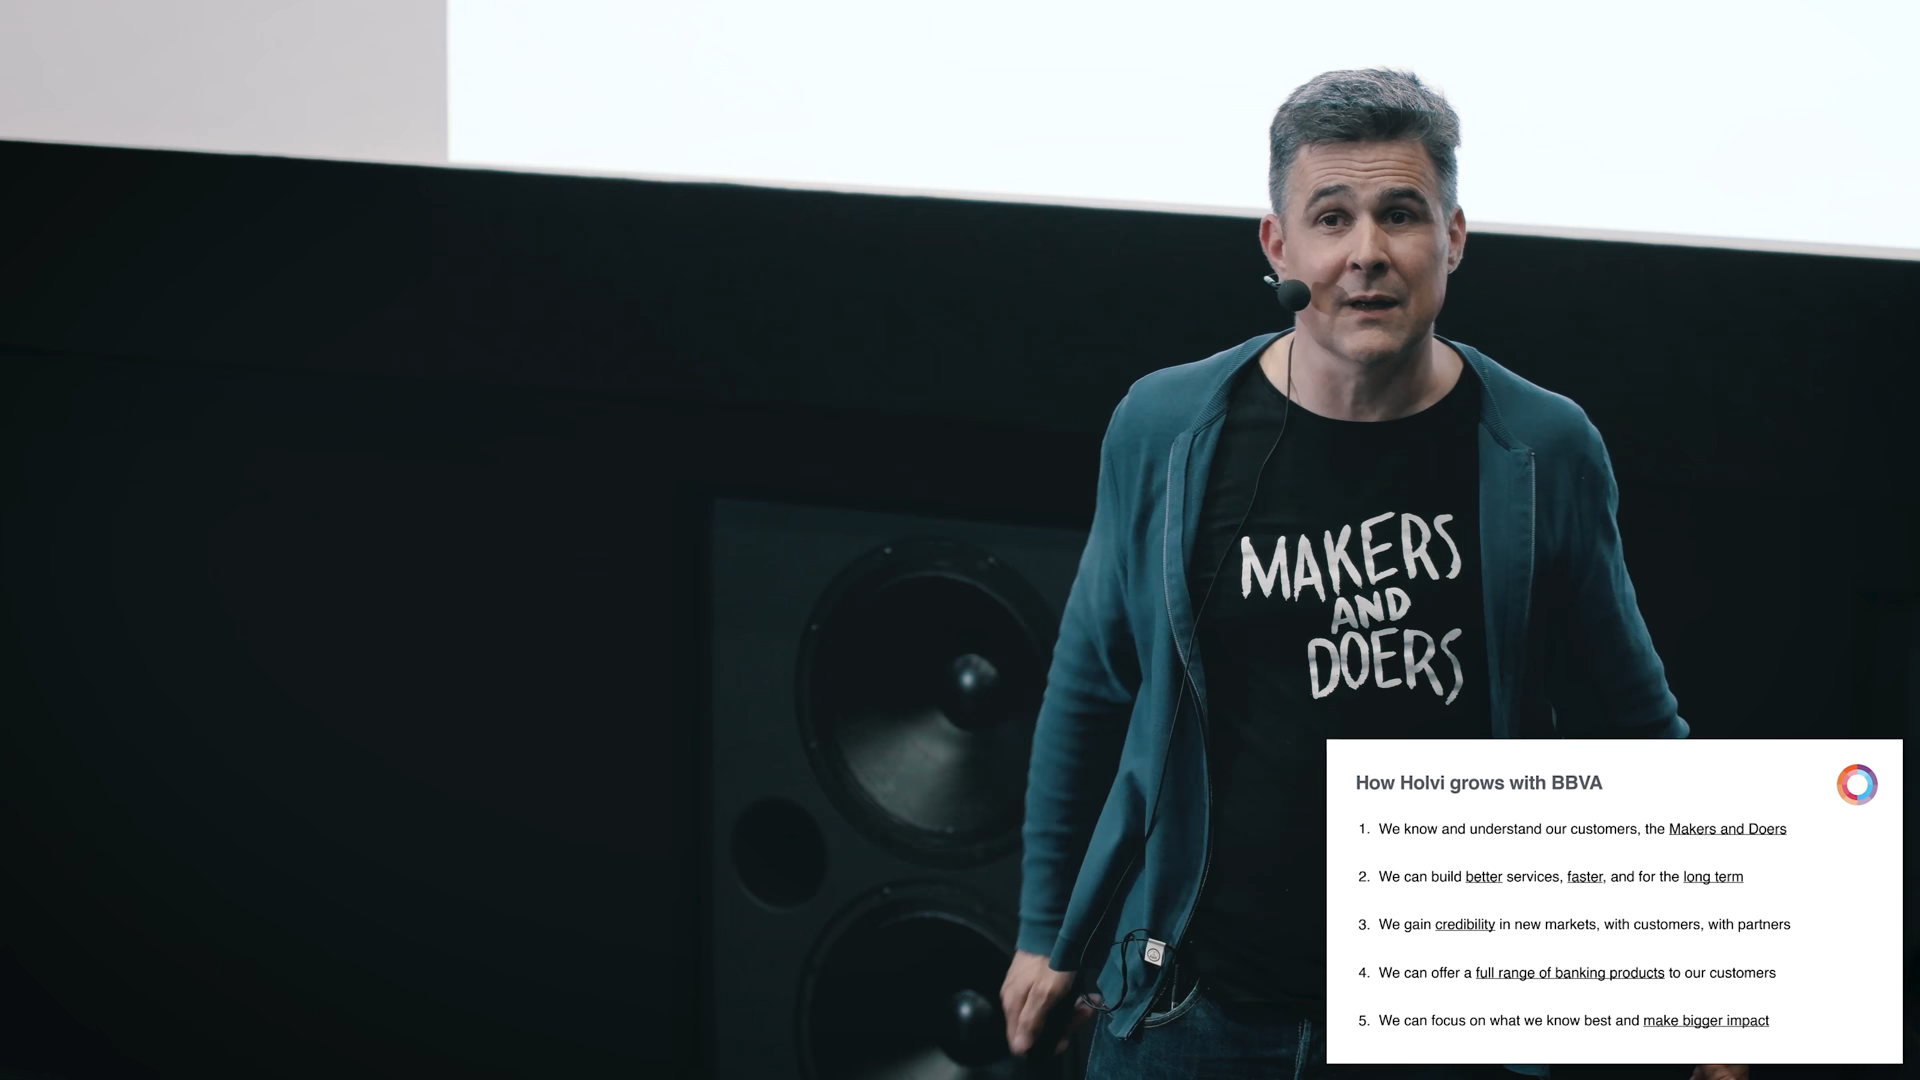 MAKERS
AND
DOERS
How Holvi grows with BBVA
1. We know and understand our customers, the Makers and Doers
2. We can build better services, faster, and for the long term
3. We gain credibility in new markets, with customers, with partners
4. We can offer a full range of banking products to our customers
5. We can focus on what we know best and make bigger impact